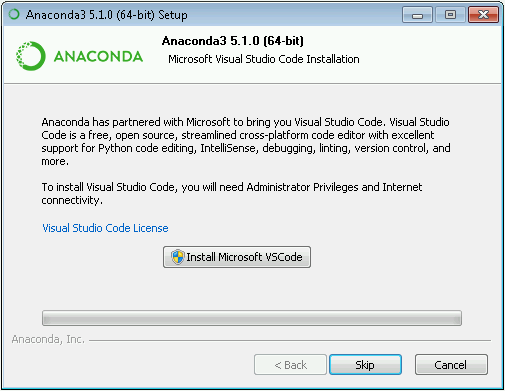 Anaconda3 5.1.0 (64-bit) Setup
ANACONDA
Anaconda3 5.1.0 (64-bit)
Microsoft Visual Studio Code Installation
Anaconda has partnered with Microsoft to bring you Visual Studio Code. Visual Studio
Code is a free, open source, streamlined cross-platform code editor with excellent
support for Python code editing, IntelliSense, debugging, linting, version control, and
more.
To install Visual Studio Code, you will need Administrator Privileges and Internet
connectivity.
Visual Studio Code License
Install Microsoft VSCode
Anaconda, Inc.
< Back
Skip
Cancel